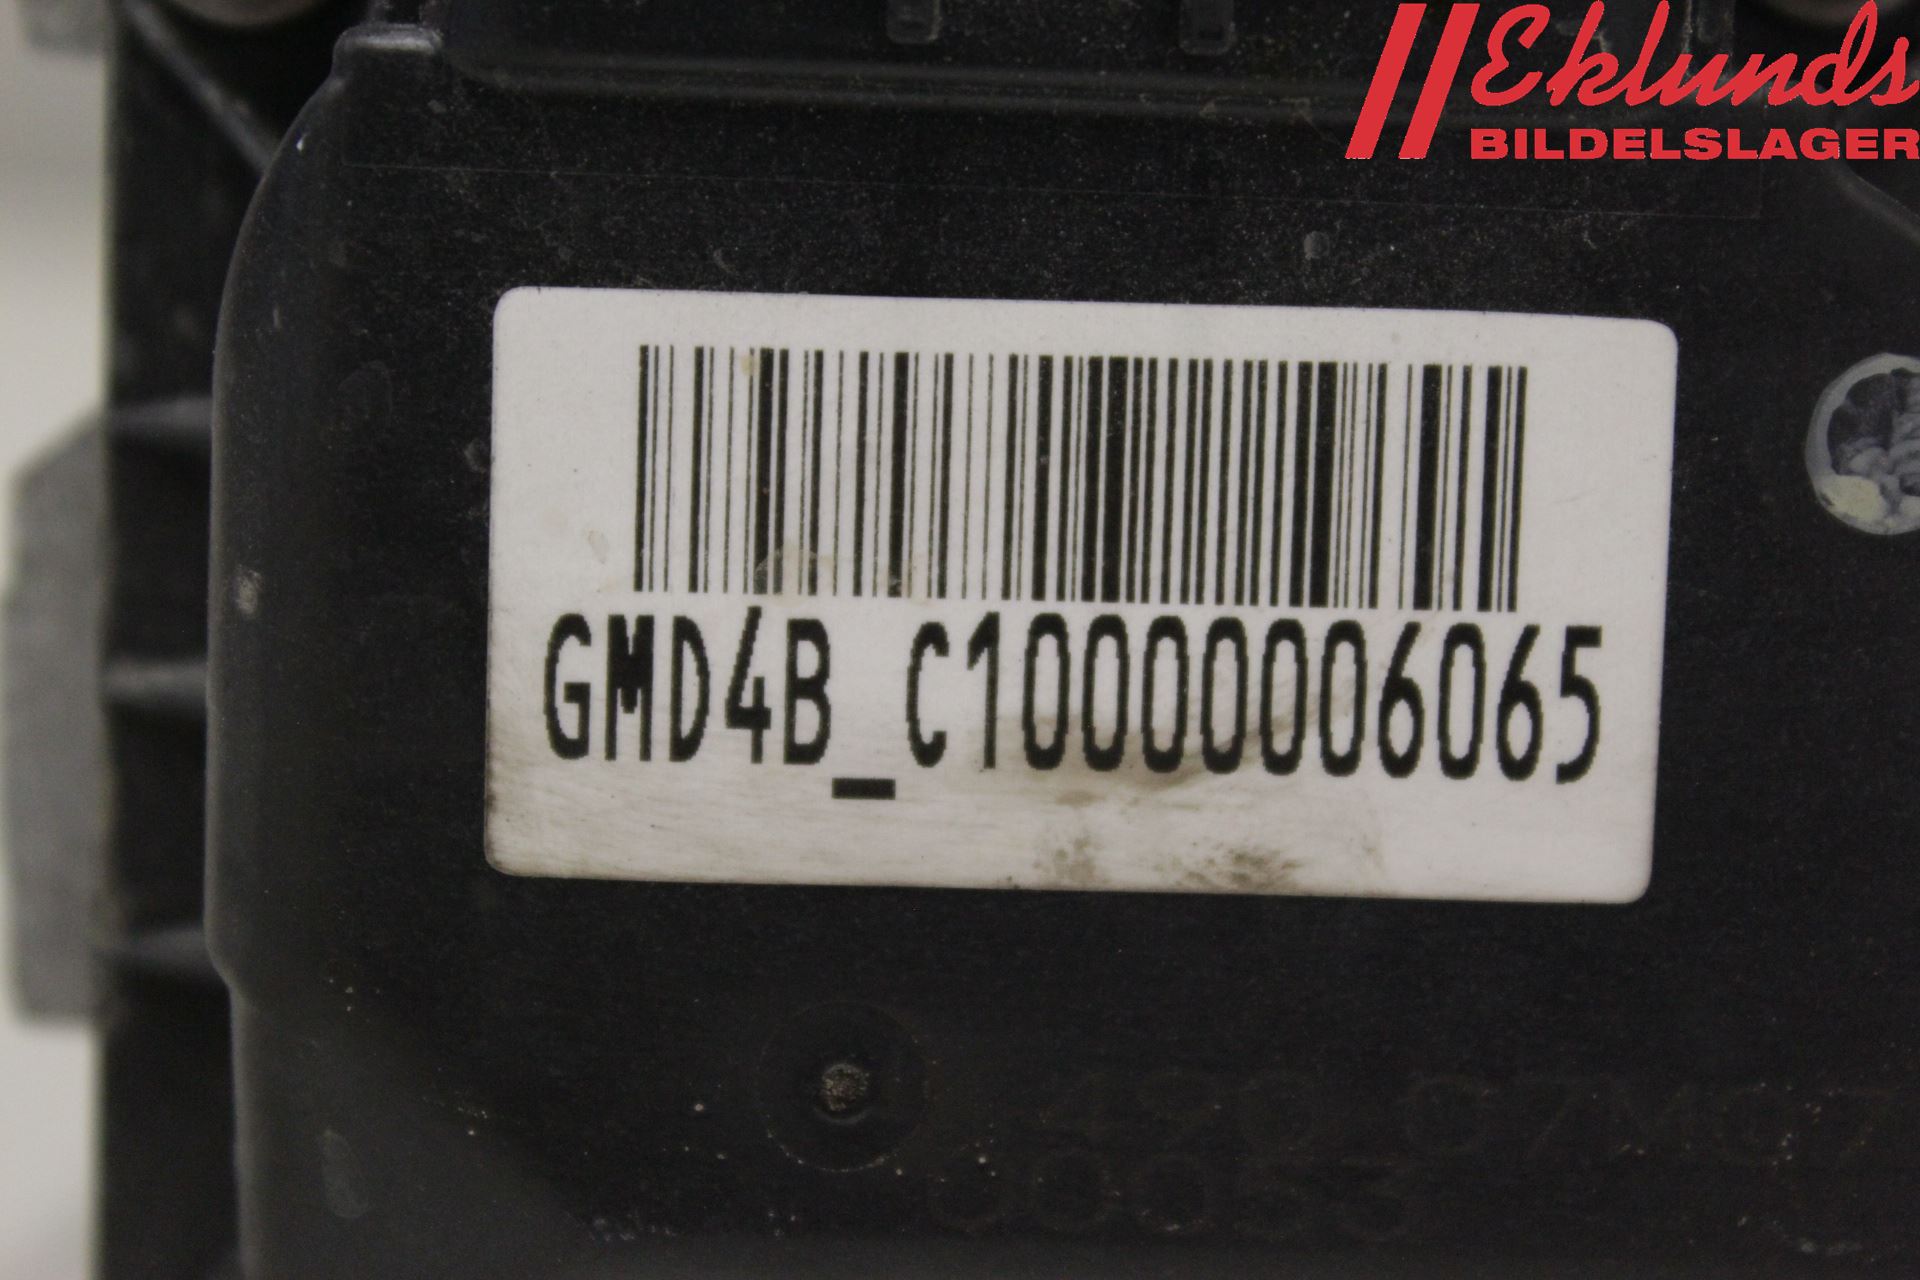 Eklunds
BILDELSLAGER
GMD4B_C10000006065